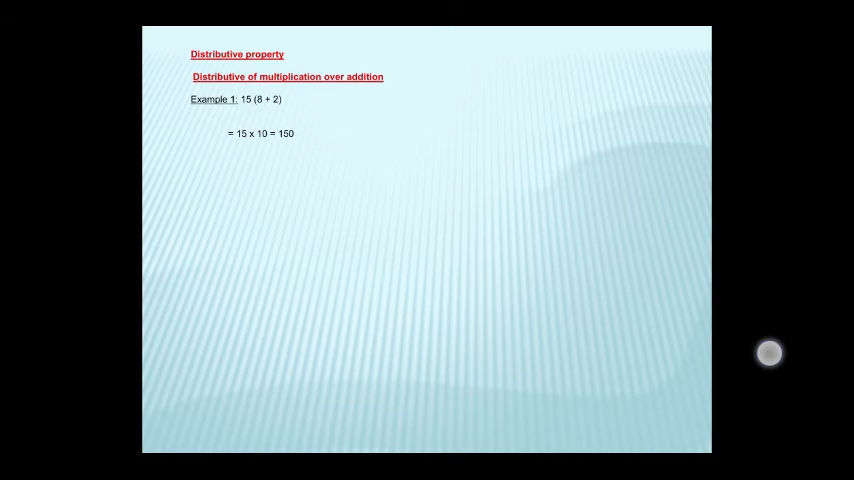 Distributive property
Distributive of multiplication over addition
Example 1: 15 (8 + 2)
= 15 x 10 = 150